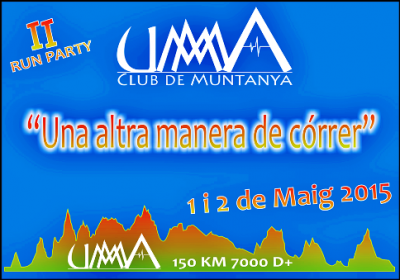 II
RUN PARTY
UMMA
CLUB DE MUNTANYA
“Una altra manera de córrer”
1 i 2 de Maig 2015
UMMA 150 KM 7000 D+